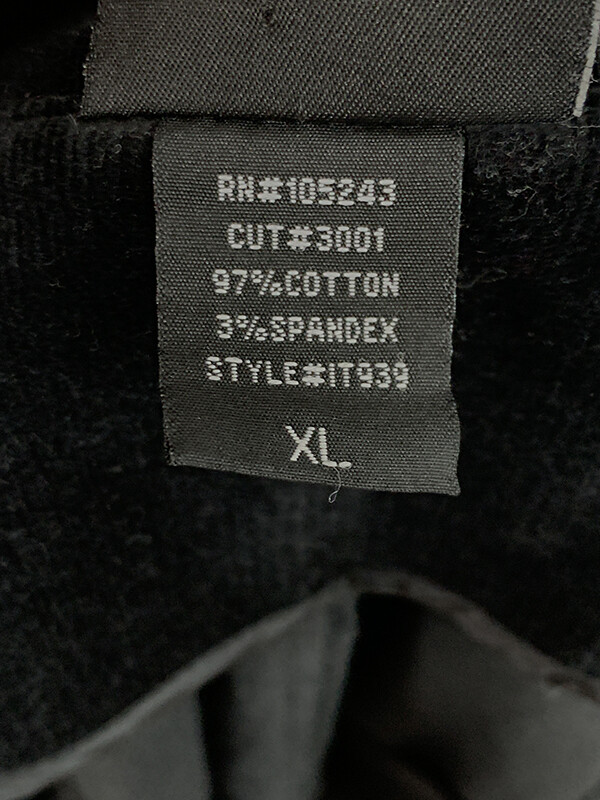 RN#105243
CUT#3001
97%COTTON
3%SPANDEX
STYLE#IT939
XL